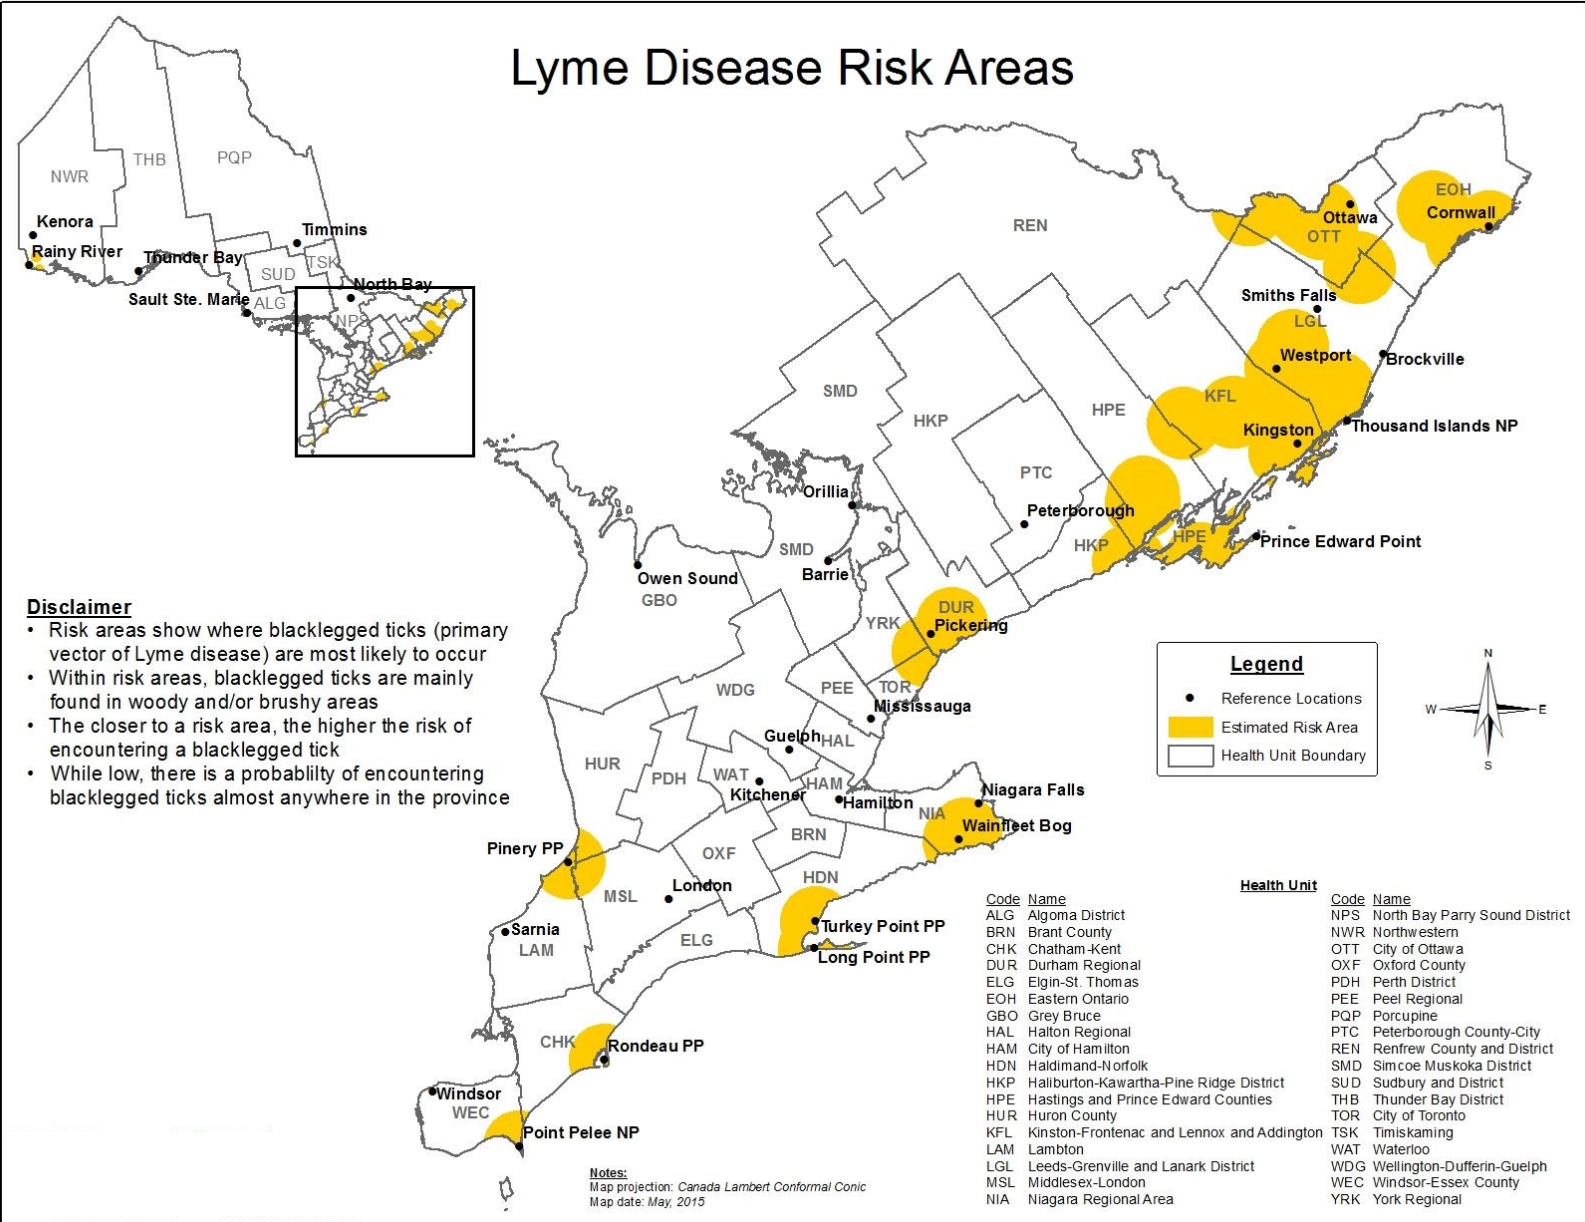 Lyme Disease Risk Areas
NWR
THB
PQP
Kenora
Rainy River
Thunder Bay
Timmins
TSK
SUD
North Bay
Sault Ste. Marie
ALG
NPS
REN
EOH
Cornwall
Ottawa
OTT
Smiths Falls
LGL
Westport
Brockville
SMD
HKP
HPE
KFL
Kingston
Thousand Islands NP
PTC
Orillia
Peterborough
HKP
HPE
Prince Edward Point
SMD
Barrie
Owen Sound
GBO
DUR
Pickering
YRK
WDG
PEE
TOR
Mississauga
Guelph
HAL
HUR
PDH
WAT
Kitchener
HAM
Hamilton
Niagara Falls
NIA
Wainfleet Bog
BRN
Pinery PP
OXF
HDN
MSL
London
Turkey Point PP
Sarnia
LAM
ELG
Long Point PP
CHK
Rondeau PP
Windsor
WEC
Point Pelee NP
Disclaimer
• Risk areas show where blacklegged ticks (primary
vector of Lyme disease) are most likely to occur
• Within risk areas, blacklegged ticks are mainly
found in woody and/or brushy areas
• The closer to a risk area, the higher the risk of
encountering a blacklegged tick
• While low, there is a probablilty of encountering
blacklegged ticks almost anywhere in the province
Legend
Reference Locations
Estimated Risk Area
Health Unit Boundary
N
W
E
S
Health Unit
Code Name
ALG Algoma District
BRN Brant County
CHK Chatham-Kent
DUR Durham Regional
ELG Elgin-St. Thomas
EOH Eastern Ontario
GBO Grey Bruce
HAL Halton Regional
HAM City of Hamilton
HDN Haldimand-Norfolk
HKP Haliburton-Kawartha-Pine Ridge District
HPE Hastings and Prince Edward Counties
HUR Huron County
KFL Kinston-Frontenac and Lennox and Addington
LAM Lambton
LGL Leeds-Grenville and Lanark District
MSL Middlesex-London
NIA Niagara Regional Area
Code Name
NPS North Bay Parry Sound District
NWR Northwestern
OTT City of Ottawa
OXF Oxford County
PDH Perth District
PEE Peel Regional
PQP Porcupine
PTC Peterborough County-City
REN Renfrew County and District
SMD Simcoe Muskoka District
SUD Sudbury and District
THB Thunder Bay District
TOR City of Toronto
TSK Timiskaming
WAT Waterloo
WDG Wellington-Dufferin-Guelph
WEC Windsor-Essex County
YRK York Regional
Notes:
Map projection: Canada Lambert Conformal Conic
Map date: May, 2015